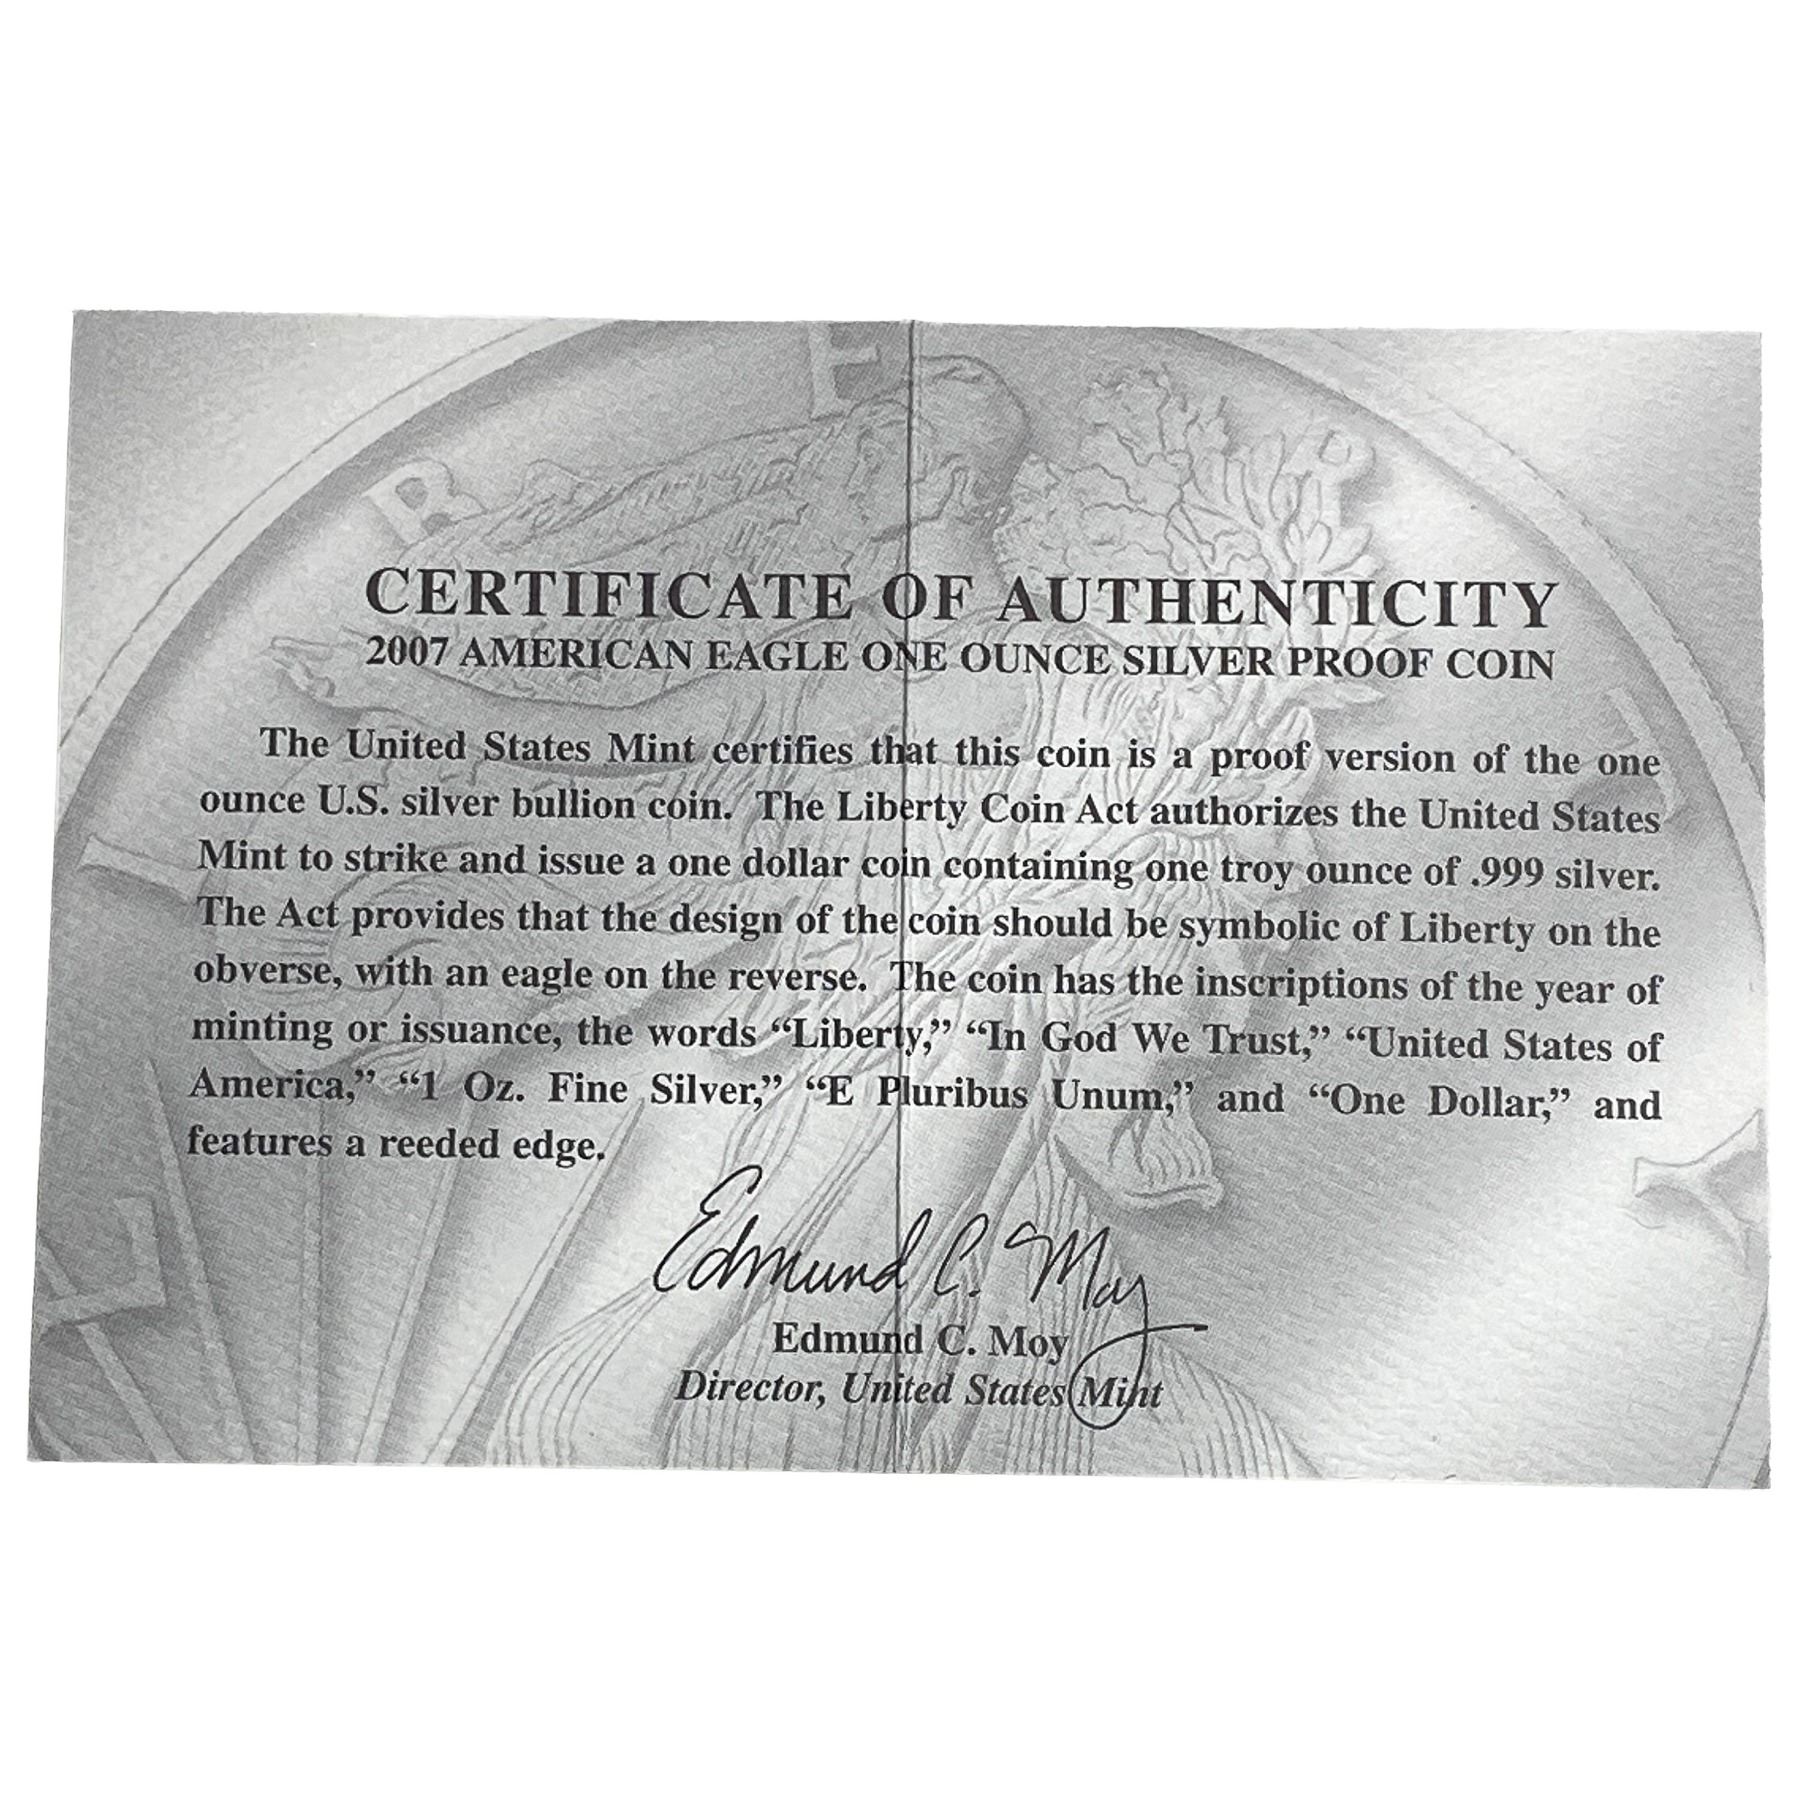 CERTIFICATE OF AUTHENTICITY
2007 AMERICAN EAGLE ONE OUNCE SILVER PROOF COIN
The United States Mint certifies that this coin is a proof version of the one
ounce U.S. silver bullion coin. The Liberty Coin Act authorizes the United States
Mint to strike and issue a one dollar coin containing one troy ounce of .999 silver.
The Act provides that the design of the coin should be symbolic of Liberty on the
obverse, with an eagle on the reverse. The coin has the inscriptions of the year of
minting or issuance, the words “Liberty,” “In God We Trust,” “United States of
America,” “1 Oz. Fine Silver,” “E Pluribus Unum,” and “One Dollar,” and
features a reeded edge.
Edmund C. Moy
Edmund C. Moy
Director, United States Mint
L I B E R T Y